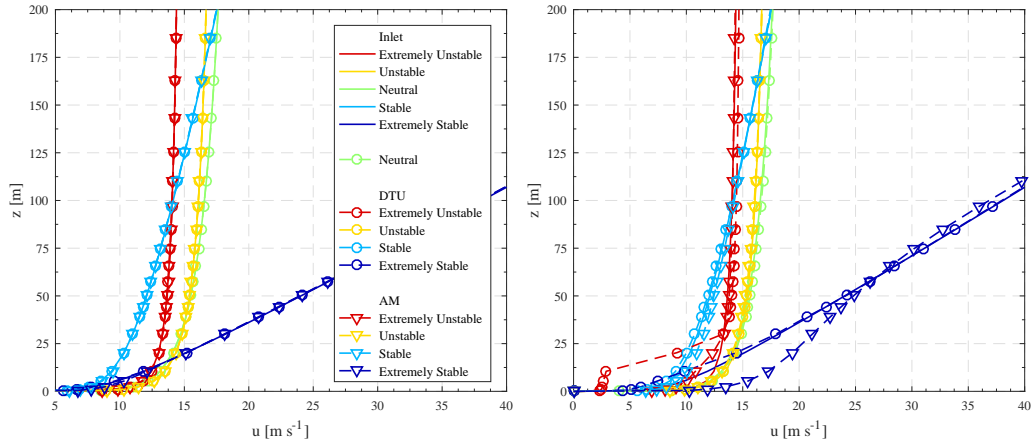 200
175
150
125
100
75
50
25
0
z [m]
5 10 15 20 25 30 35 40
u [m s-1]
Inlet
Extremely Unstable
Unstable
Neutral
Stable
Extremely Stable
Neutral
DTU
Extremely Unstable
Unstable
Stable
Extremely Stable
AM
Extremely Unstable
Unstable
Stable
Extremely Stable
200
175
150
125
100
75
50
25
0
z [m]
0 5 10 15 20 25 30 35 40
u [m s-1]